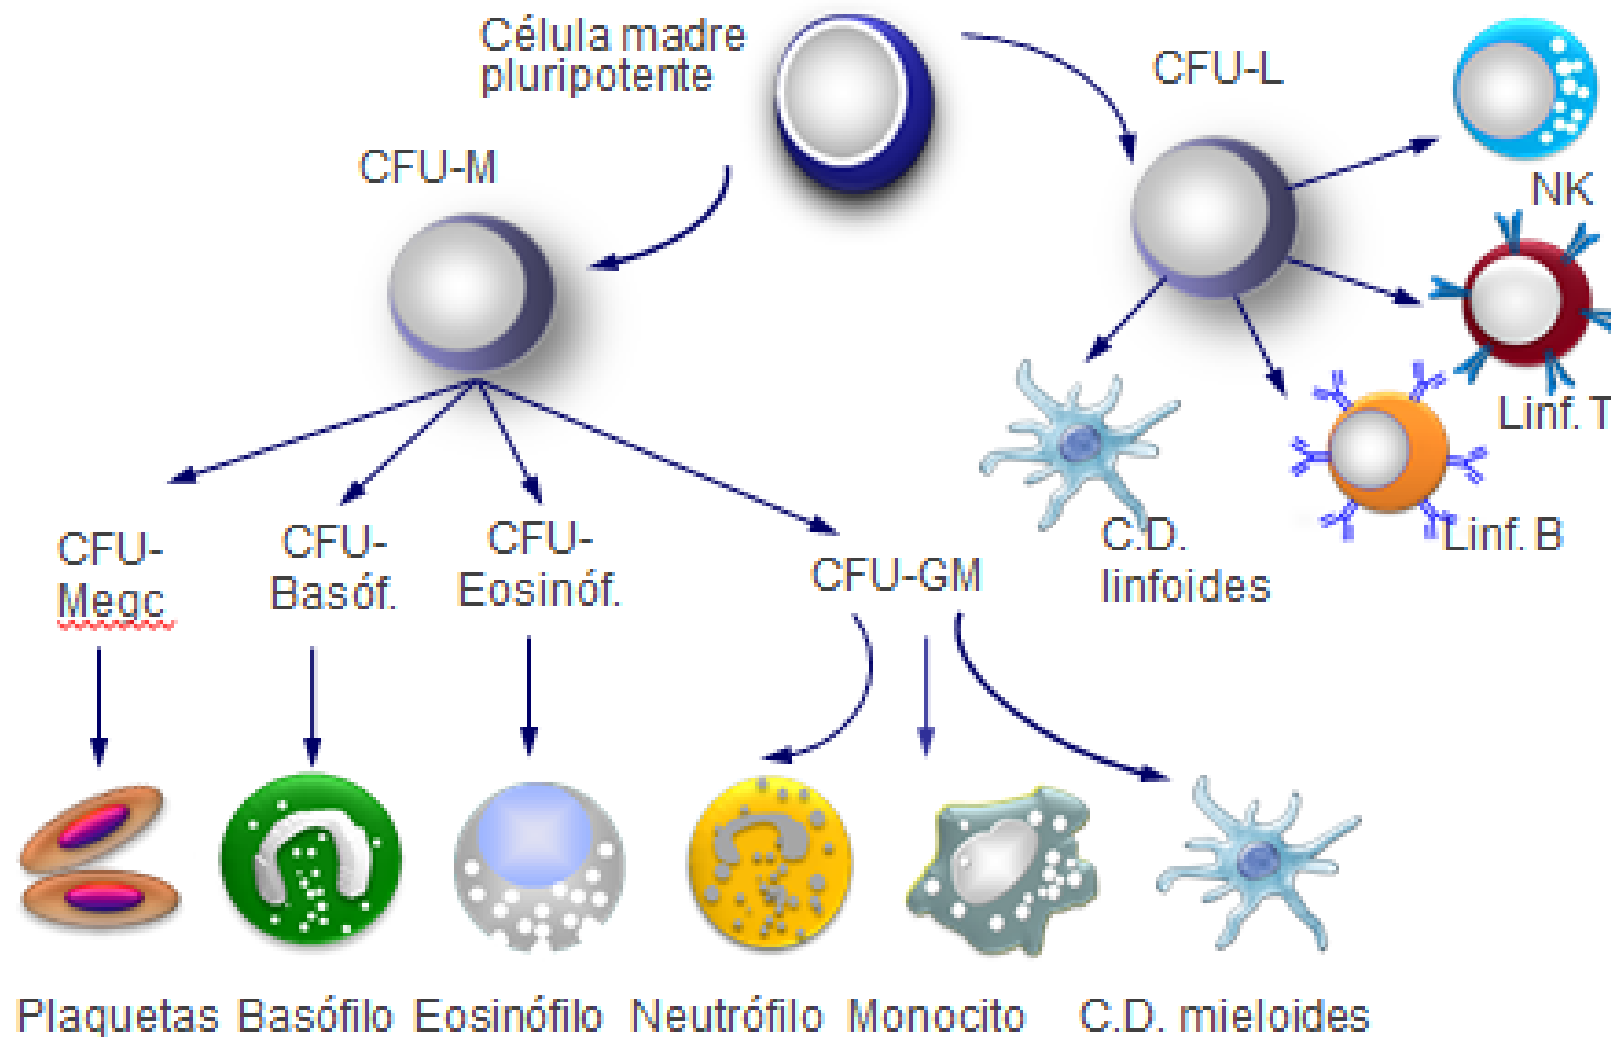 Célula madre
pluripotente
CFU-L
CFU-M
NK
Linf. T
Linf. B
C.D.
linfoides
CFU-
Megc
CFU-
Basóf.
CFU-
Eosinóf.
CFU-GM
Plaquetas
Basófilo
Eosinófilo
Neutrófilo
Monocito
C.D. mieloides